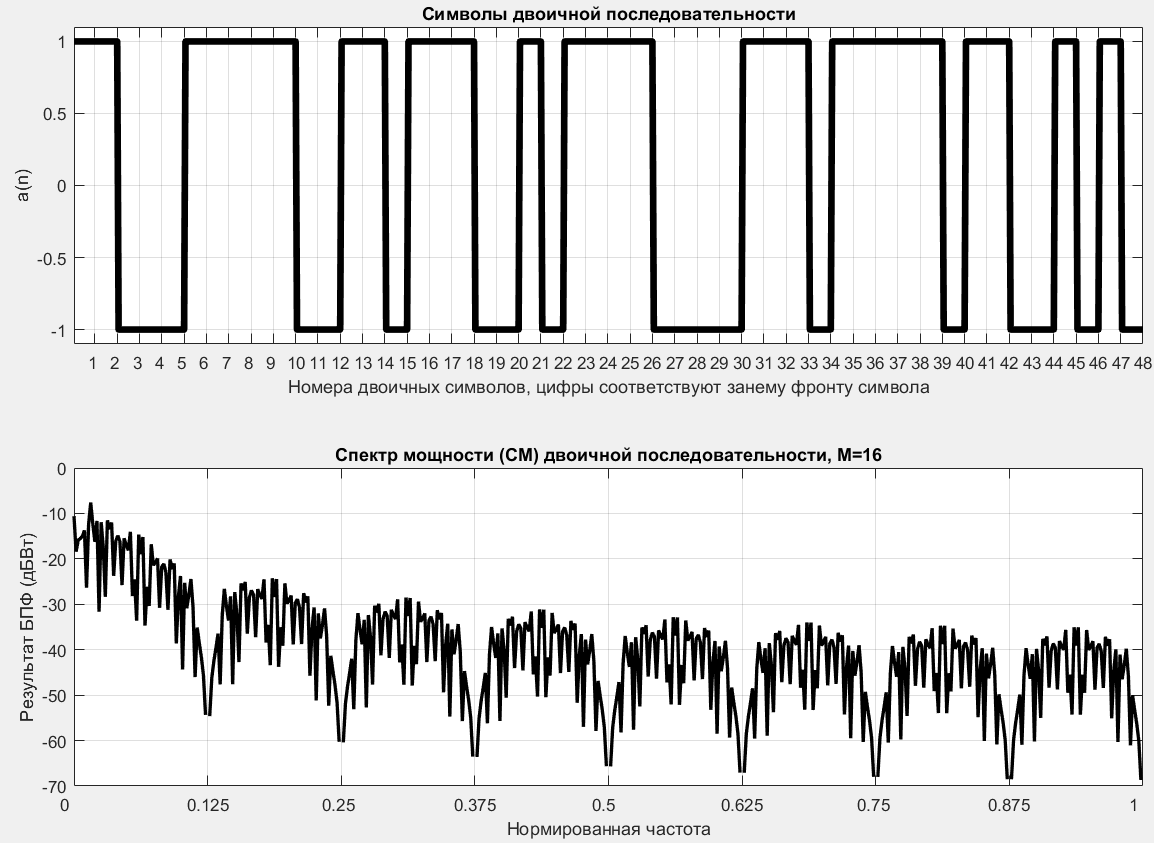 Символы двоичной последовательности
1
0.5
0
-0.5
-1
a(n)
1 2 3 4 5 6 7 8 9 10 11 12 13 14 15 16 17 18 19 20 21 22 23 24 25 26 27 28 29 30 31 32 33 34 35 36 37 38 39 40 41 42 43 44 45 46 47 48
Номера двоичных символов, цифры соответствуют занему фронту символа
Спектр мощности (СМ) двоичной последовательности, М=16
0
-10
-20
-30
-40
-50
-60
-70
Результат БПФ (дБВт)
0 0.125 0.25 0.375 0.5 0.625 0.75 0.875 1
Нормированная частота